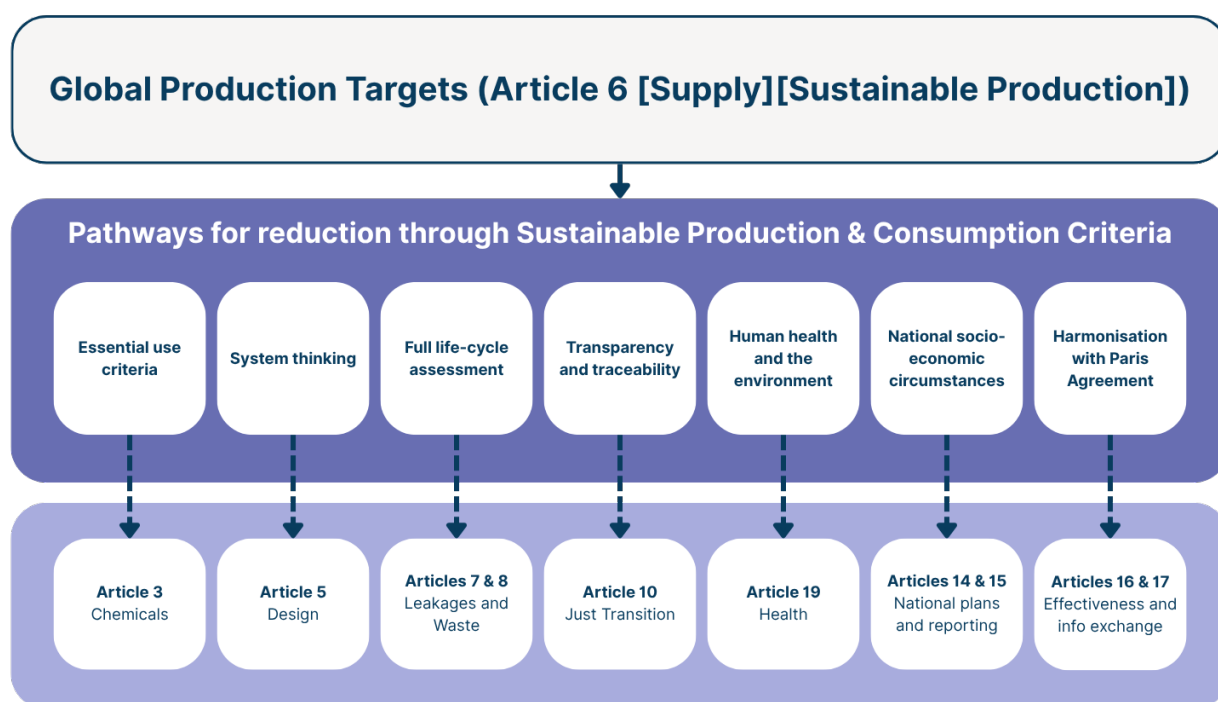 Global Production Targets (Article 6 [Supply][Sustainable Production])
Pathways for reduction through Sustainable Production & Consumption Criteria
Essential use
criteria
System thinking
Full life-cycle
assessment
Transparency
and traceability
Human health
and the
environment
National socio-
economic
circumstances
Harmonisation
with Paris
Agreement
Article 3
Chemicals
Article 5
Design
Articles 7 & 8
Leakages and
Waste
Article 10
Just Transition
Article 19
Health
Articles 14 & 15
National plans
and reporting
Articles 16 & 17
Effectiveness and
info exchange